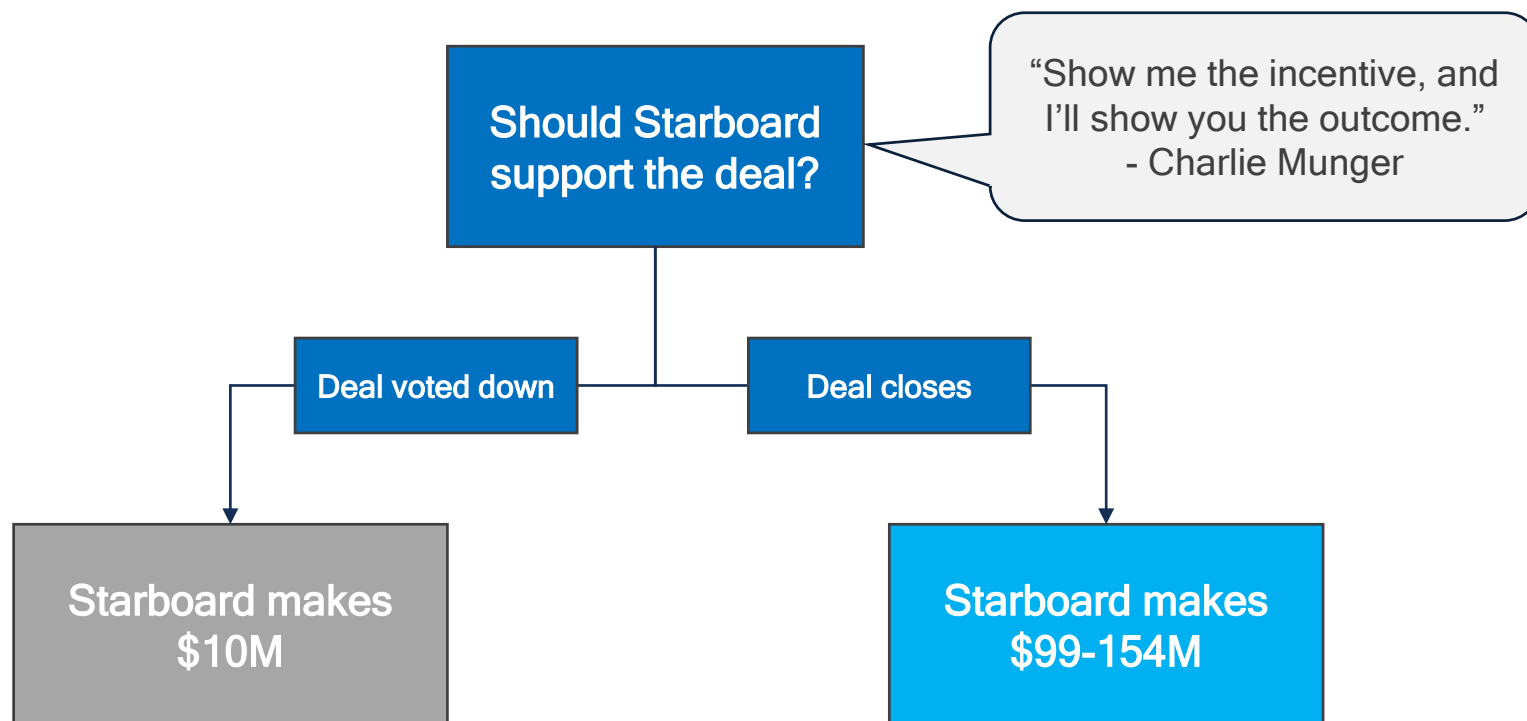 Should Starboard
support the deal?
“Show me the incentive, and
I’ll show you the outcome.”
- Charlie Munger
Deal voted down
Deal closes
Starboard makes
$10M
Starboard makes
$99-154M